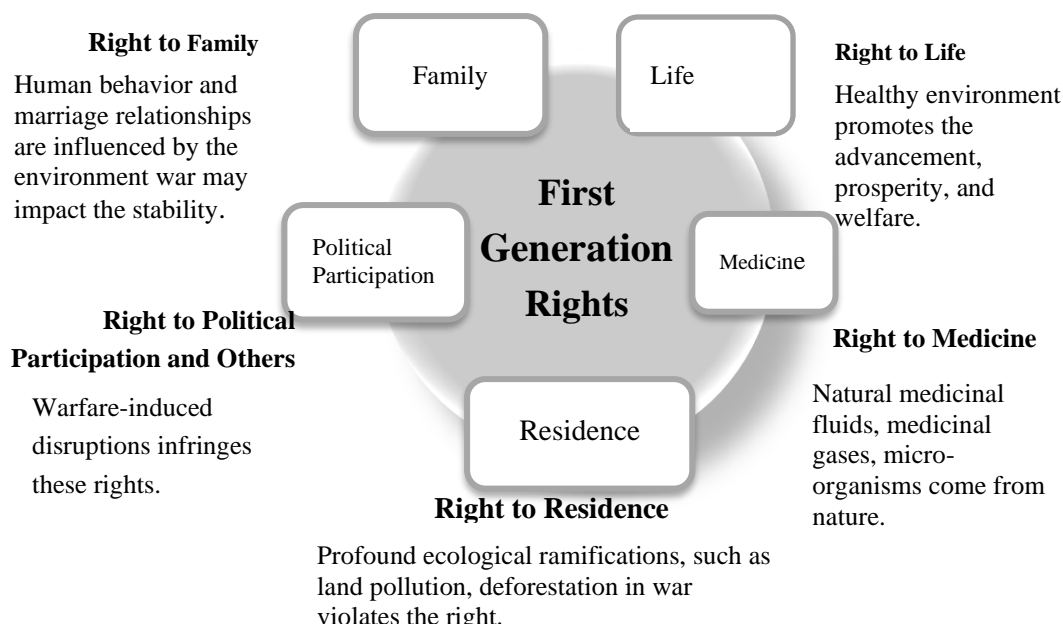 Right to Family
Human behavior and
marriage relationships
are influenced by the
environment war may
impact the stability.
Family
Life
Right to Life
Healthy environment
promotes the
advancement,
prosperity, and
welfare.
First
Generation
Rights
Political
Participation
Medicine
Right to Political
Participation and Others
Warfare-induced
disruptions infringes
these rights.
Right to Medicine
Natural medicinal
fluids, medicinal
gases, micro-
organisms come from
nature.
Residence
Right to Residence
Profound ecological ramifications, such as
land pollution, deforestation in war
violates the right.